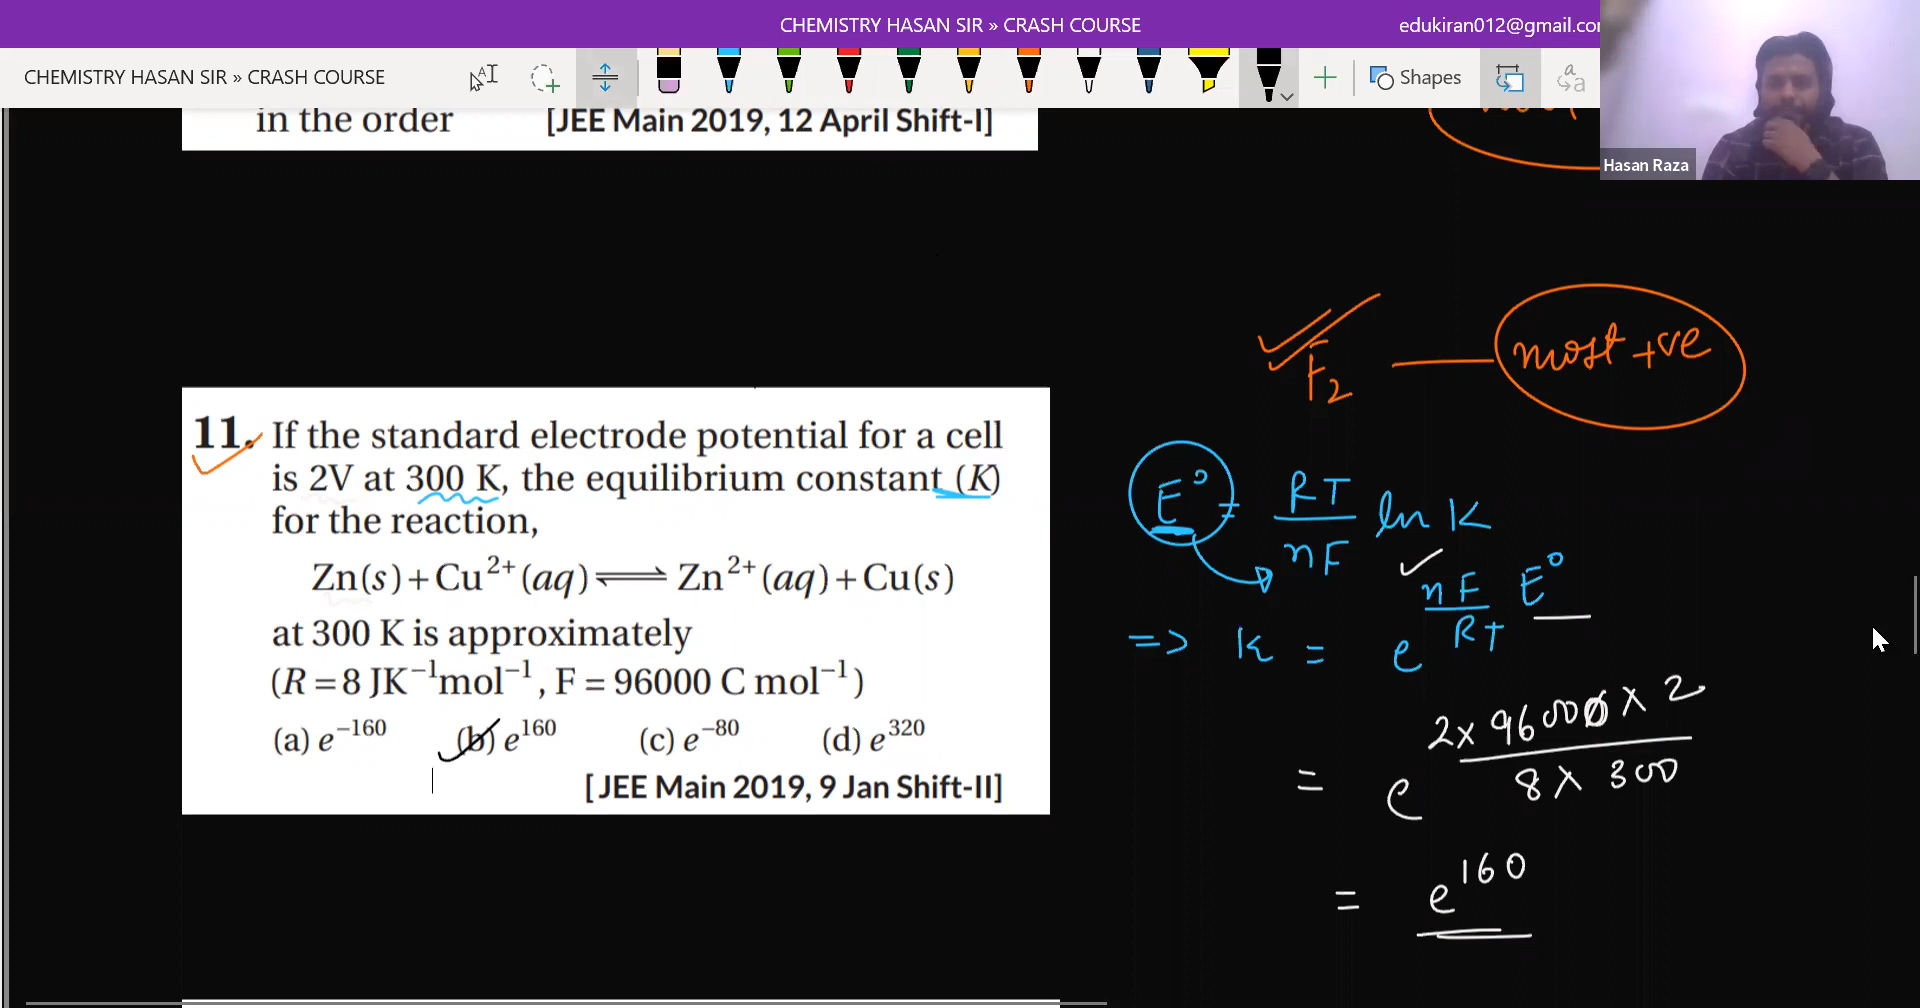 CHEMISTRY HASAN SIR » CRASH COURSE
edukiran012@gmail.co
CHEMISTRY HASAN SIR » CRASH COURSE
Shapes
Hasan Raza
in the order [JEE Main 2019, 12 April Shift-I]
F₂ — most +ve
11. If the standard electrode potential for a cell
is 2V at 300 K, the equilibrium constant (K)
for the reaction,
Zn(s) + Cu²⁺(aq) ⇌ Zn²⁺(aq) + Cu(s)
at 300 K is approximately
(R = 8 JK⁻¹mol⁻¹, F = 96000 C mol⁻¹)
(a) e⁻¹⁶⁰ (b) e¹⁶⁰ (c) e⁻⁸⁰ (d) e³²⁰
[JEE Main 2019, 9 Jan Shift-II]
E° = RT/nF ln K
=> K = e^(nF/RT E°)
= e^(2 x 96000 x 2 / 8 x 300)
= e¹⁶⁰